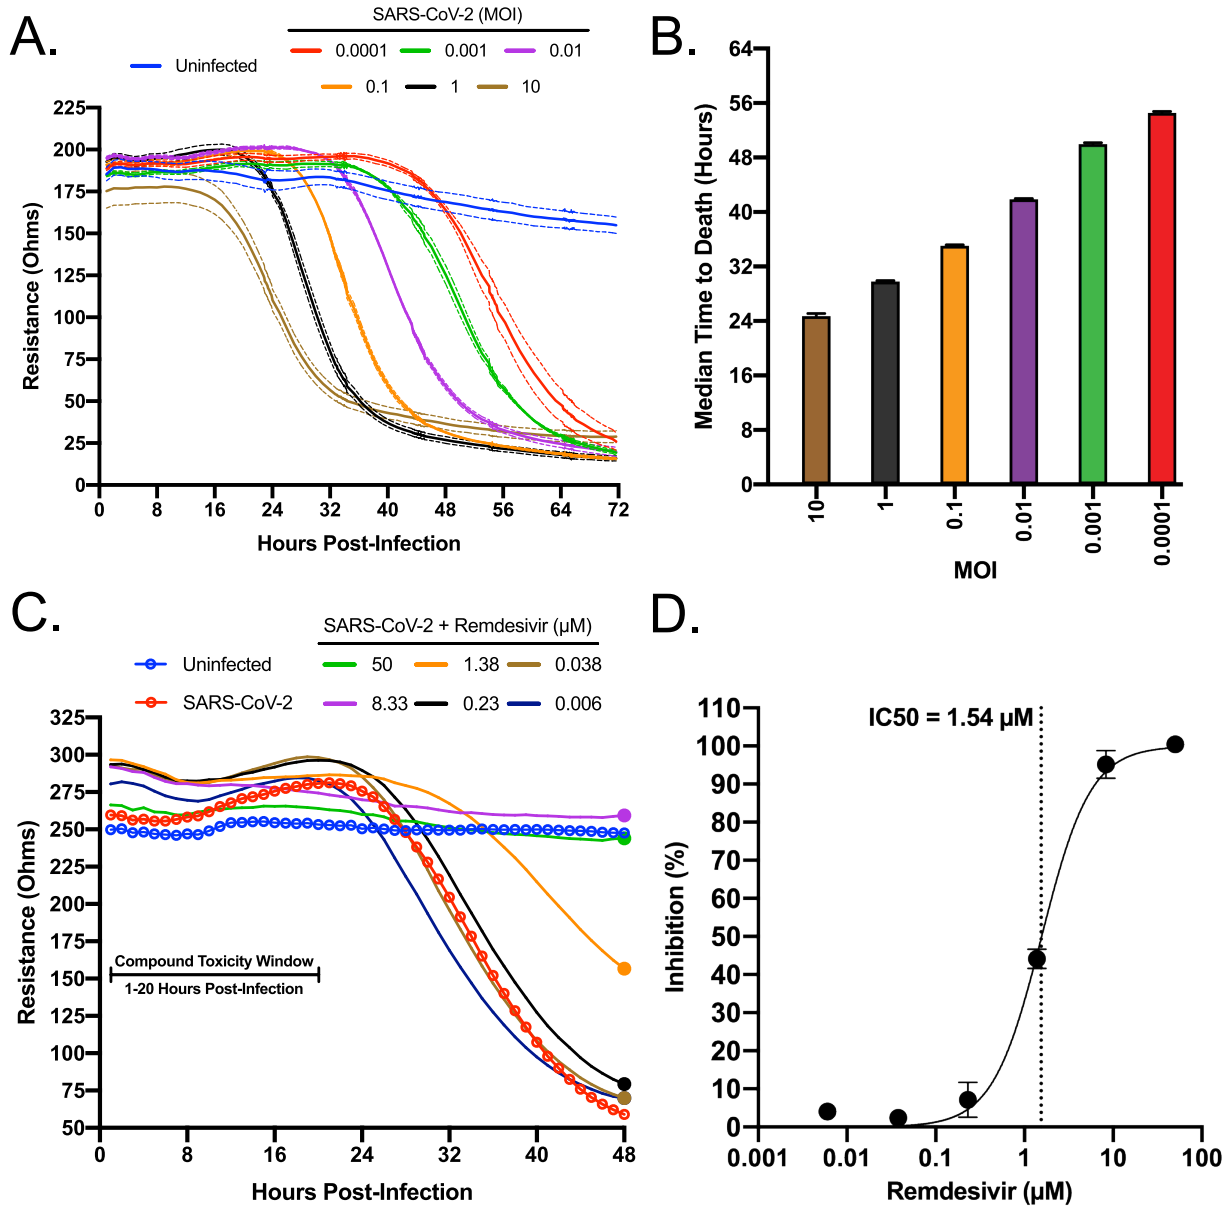 A.
SARS-CoV-2 (MOI)
Uninfected
0.0001 0.001 0.01
0.1 1 10
225
200
175
150
125
100
75
50
25
0
Resistance (Ohms)
0 8 16 24 32 40 48 56 64 72
Hours Post-Infection
B.
64
56
48
40
32
24
16
8
0
Median Time to Death (Hours)
10 1 0.1 0.01 0.001 0.0001
MOI
C.
SARS-CoV-2 + Remdesivir (µM)
Uninfected 50 1.38 0.038
SARS-CoV-2 8.33 0.23 0.006
325
300
275
250
225
200
175
150
125
100
75
50
Resistance (Ohms)
Compound Toxicity Window
1-20 Hours Post-Infection
0 8 16 24 32 40 48
Hours Post-Infection
D.
110
100
90
80
70
60
50
40
30
20
10
0
Inhibition (%)
IC50 = 1.54 µM
0.001 0.01 0.1 1 10 100
Remdesivir (µM)